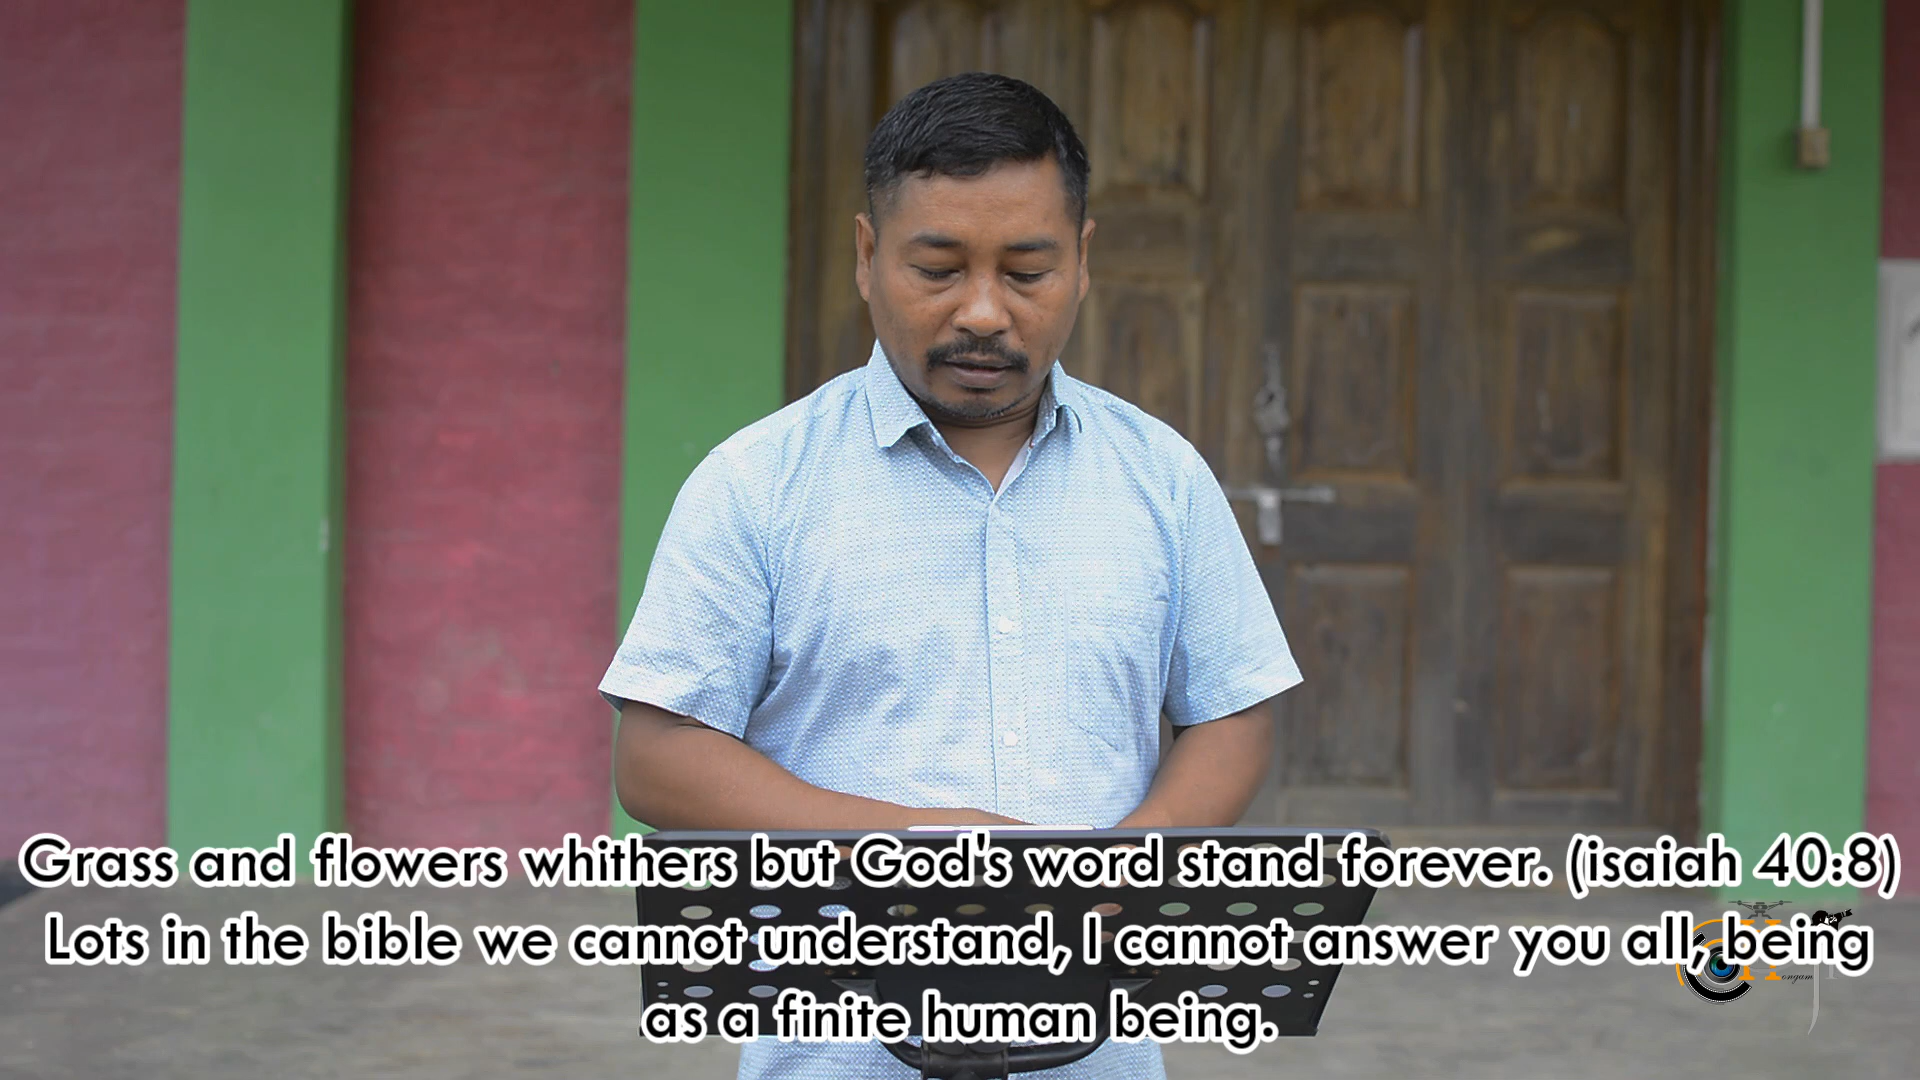 Grass and flowers whithers but God's word stand forever. (isaiah 40:8)
Lots in the bible we cannot understand, I cannot answer you all, being
as a finite human being.